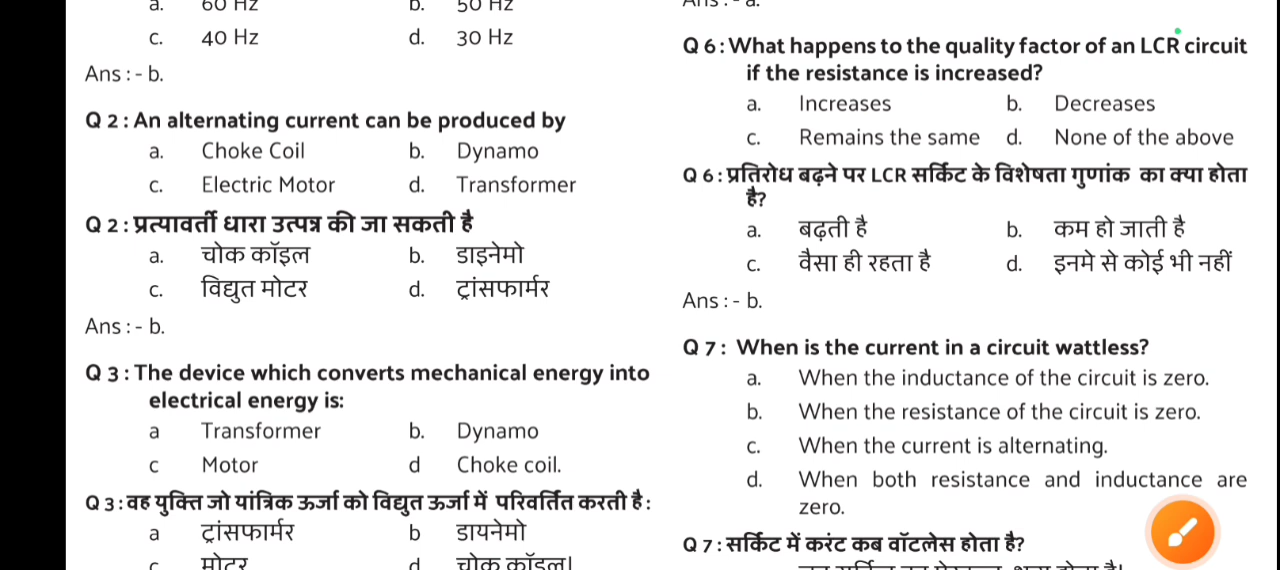 a. 60 Hz b. 50 Hz
c. 40 Hz d. 30 Hz
Ans : - b.
Q 2 : An alternating current can be produced by
a. Choke Coil b. Dynamo
c. Electric Motor d. Transformer
Q 2 : प्रत्यावर्ती धारा उत्पन्न की जा सकती है
a. चोक कॉइल b. डाइनेमो
c. विद्युत मोटर d. ट्रांसफार्मर
Ans : - b.
Q 3 : The device which converts mechanical energy into
electrical energy is:
a Transformer b. Dynamo
c Motor d Choke coil.
Q 3 : वह युक्ति जो यांत्रिक ऊर्जा को विद्युत ऊर्जा में परिवर्तित करती है :
a ट्रांसफार्मर b डायनेमो
c मोटर d चोक कॉइल।
Ans : - a.
Q 6 : What happens to the quality factor of an LCR circuit
if the resistance is increased?
a. Increases b. Decreases
c. Remains the same d. None of the above
Q 6 : प्रतिरोध बढ़ने पर LCR सर्किट के विशेषता गुणांक का क्या होता
है?
a. बढ़ती है b. कम हो जाती है
c. वैसा ही रहता है d. इनमे से कोई भी नहीं
Ans : - b.
Q 7 : When is the current in a circuit wattless?
a. When the inductance of the circuit is zero.
b. When the resistance of the circuit is zero.
c. When the current is alternating.
d. When both resistance and inductance are
zero.
Q 7 : सर्किट में करंट कब वॉटलेस होता है?